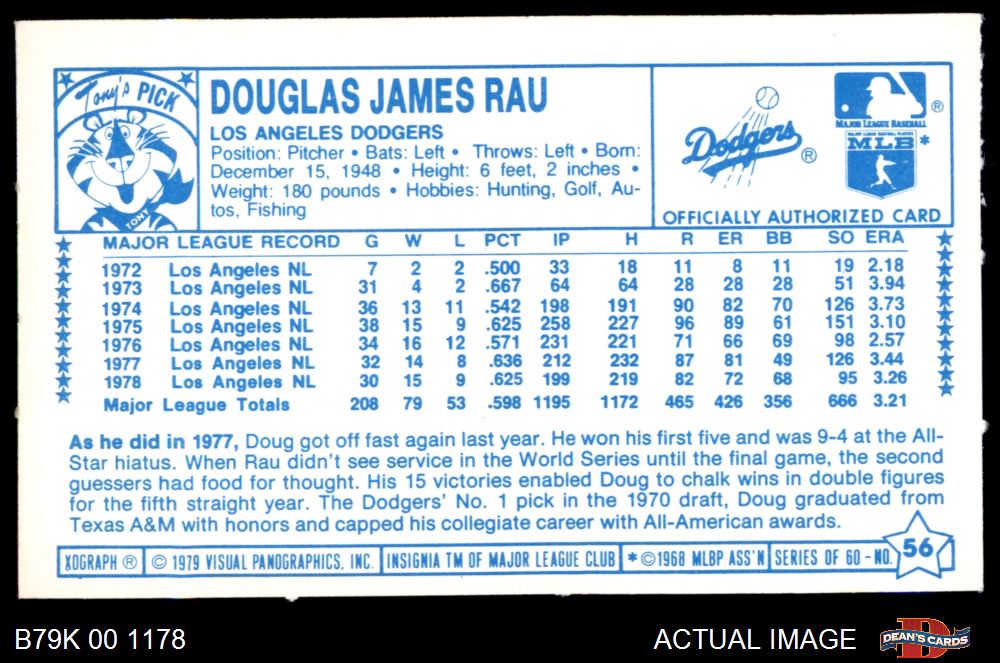 Tony's PICK
TONY
DOUGLAS JAMES RAU
LOS ANGELES DODGERS
Position: Pitcher • Bats: Left • Throws: Left • Born:
December 15, 1948 • Height: 6 feet, 2 inches •
Weight: 180 pounds • Hobbies: Hunting, Golf, Au-
tos, Fishing
Dodgers ®
®
MAJOR LEAGUE BASEBALL
MAJOR LEAGUE BASEBALL PLAYERS
MLB *
OFFICIALLY AUTHORIZED CARD
MAJOR LEAGUE RECORD G W L PCT IP H R ER BB SO ERA
1972 Los Angeles NL 7 2 2 .500 33 18 11 8 11 19 2.18
1973 Los Angeles NL 31 4 2 .667 64 64 28 28 28 51 3.94
1974 Los Angeles NL 36 13 11 .542 198 191 90 82 70 126 3.73
1975 Los Angeles NL 38 15 9 .625 258 227 96 89 61 151 3.10
1976 Los Angeles NL 34 16 12 .571 231 221 71 66 69 98 2.57
1977 Los Angeles NL 32 14 8 .636 212 232 87 81 49 126 3.44
1978 Los Angeles NL 30 15 9 .625 199 219 82 72 68 95 3.26
Major League Totals 208 79 53 .598 1195 1172 465 426 356 666 3.21
As he did in 1977, Doug got off fast again last year. He won his first five and was 9-4 at the All-
Star hiatus. When Rau didn't see service in the World Series until the final game, the second
guessers had food for thought. His 15 victories enabled Doug to chalk wins in double figures
for the fifth straight year. The Dodgers' No. 1 pick in the 1970 draft, Doug graduated from
Texas A&M with honors and capped his collegiate career with All-American awards.
XOGRAPH ® © 1979 VISUAL PANOGRAPHICS, INC. INSIGNIA TM OF MAJOR LEAGUE CLUB * ©1968 MLBP ASS'N SERIES OF 60 - NO. 56
B79K 00 1178
ACTUAL IMAGE
DEAN'S CARDS